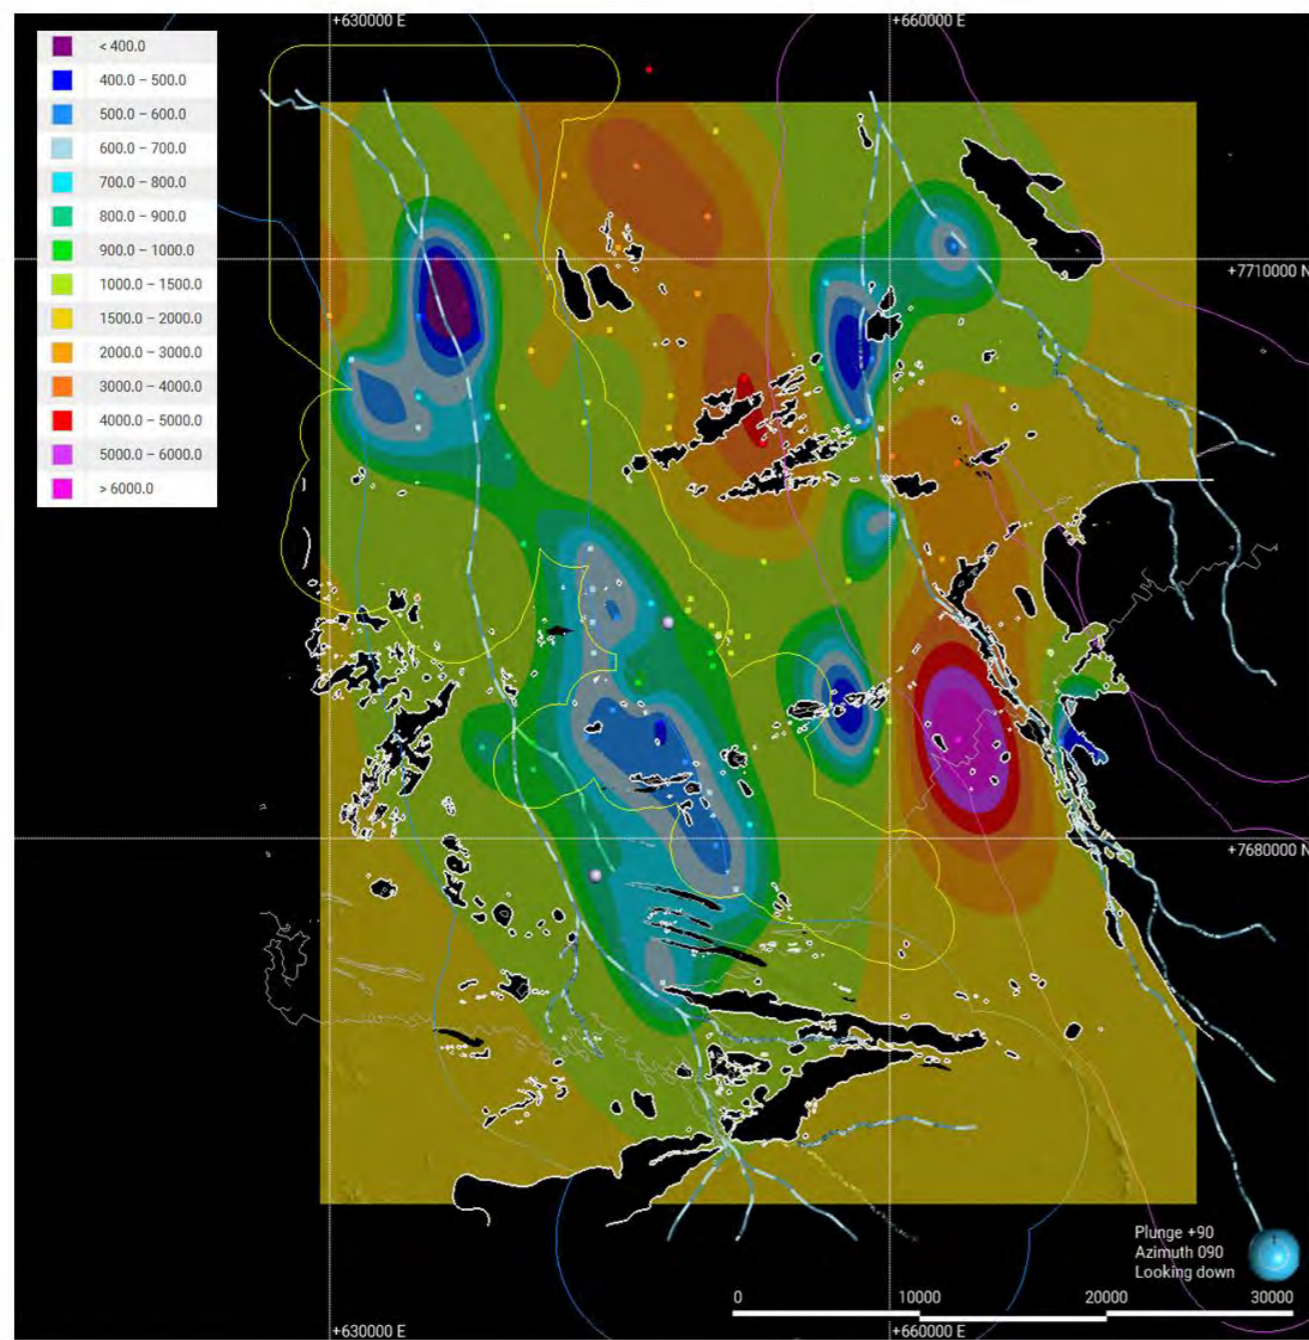 +630000 E
+660000 E
< 400.0
400.0 – 500.0
500.0 – 600.0
600.0 – 700.0
700.0 – 800.0
800.0 – 900.0
900.0 – 1000.0
1000.0 – 1500.0
1500.0 – 2000.0
2000.0 – 3000.0
3000.0 – 4000.0
4000.0 – 5000.0
5000.0 – 6000.0
> 6000.0
+7710000 N
+7680000 N
Plunge +90
Azimuth 090
Looking down
0 10000 20000 30000
+630000 E
+660000 E